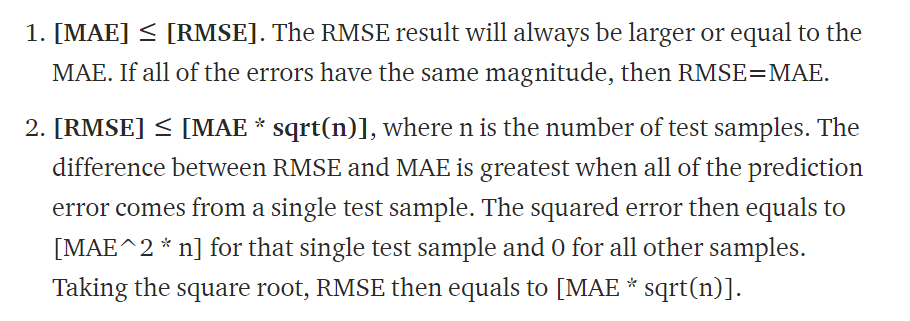 1. [MAE] ≤ [RMSE]. The RMSE result will always be larger or equal to the
MAE. If all of the errors have the same magnitude, then RMSE=MAE.
2. [RMSE] ≤ [MAE * sqrt(n)], where n is the number of test samples. The
difference between RMSE and MAE is greatest when all of the prediction
error comes from a single test sample. The squared error then equals to
[MAE^2 * n] for that single test sample and 0 for all other samples.
Taking the square root, RMSE then equals to [MAE * sqrt(n)].